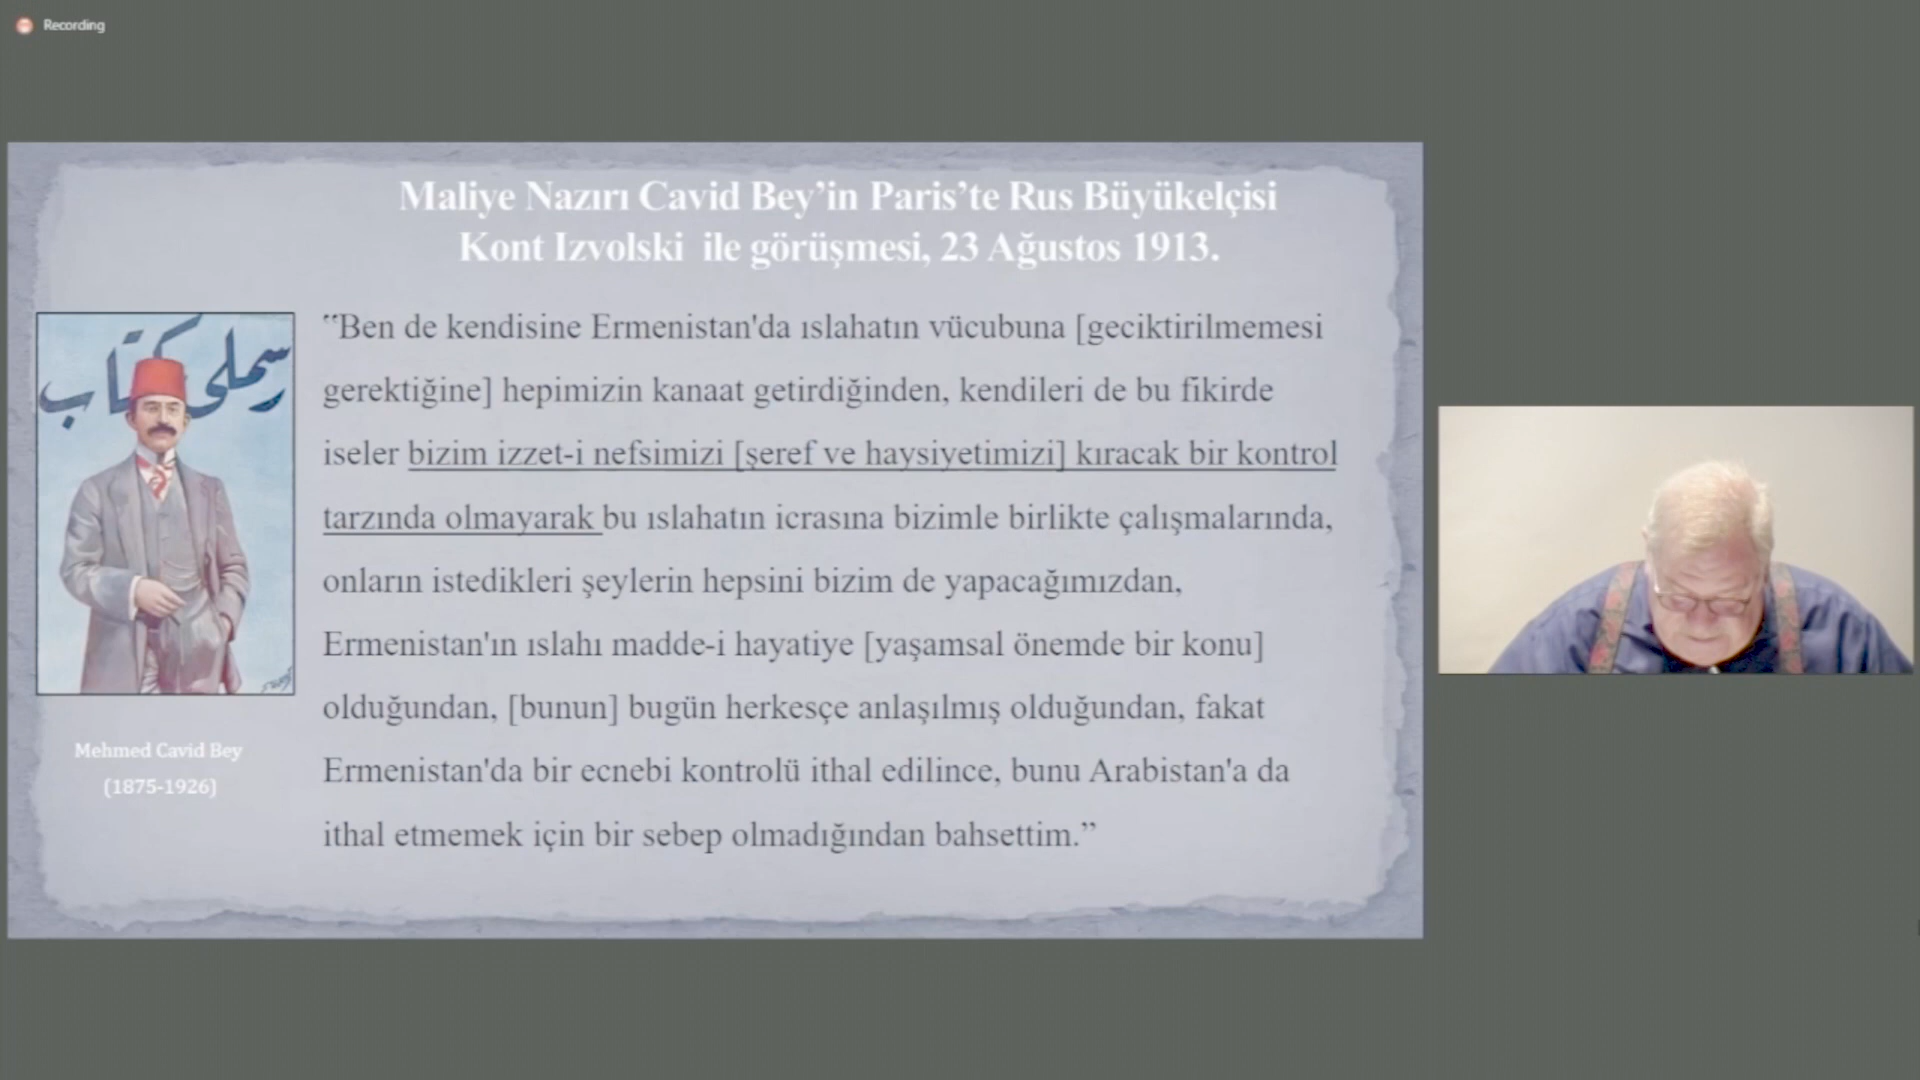 Recording
Maliye Nazırı Cavid Bey’in Paris’te Rus Büyükelçisi
Kont Izvolski ile görüşmesi, 23 Ağustos 1913.
رسملى كتاب
“Ben de kendisine Ermenistan'da ıslahatın vücubuna [geciktirilmemesi
gerektiğine] hepimizin kanaat getirdiğinden, kendileri de bu fikirde
iseler bizim izzet-i nefsimizi [şeref ve haysiyetimizi] kıracak bir kontrol
tarzında olmayarak bu ıslahatın icrasına bizimle birlikte çalışmalarında,
onların istedikleri şeylerin hepsini bizim de yapacağımızdan,
Ermenistan'ın ıslahı madde-i hayatiye [yaşamsal önemde bir konu]
olduğundan, [bunun] bugün herkesçe anlaşılmış olduğundan, fakat
Ermenistan'da bir ecnebi kontrolü ithal edilince, bunu Arabistan'a da
ithal etmemek için bir sebep olmadığından bahsettim.”
Mehmed Cavid Bey
(1875-1926)